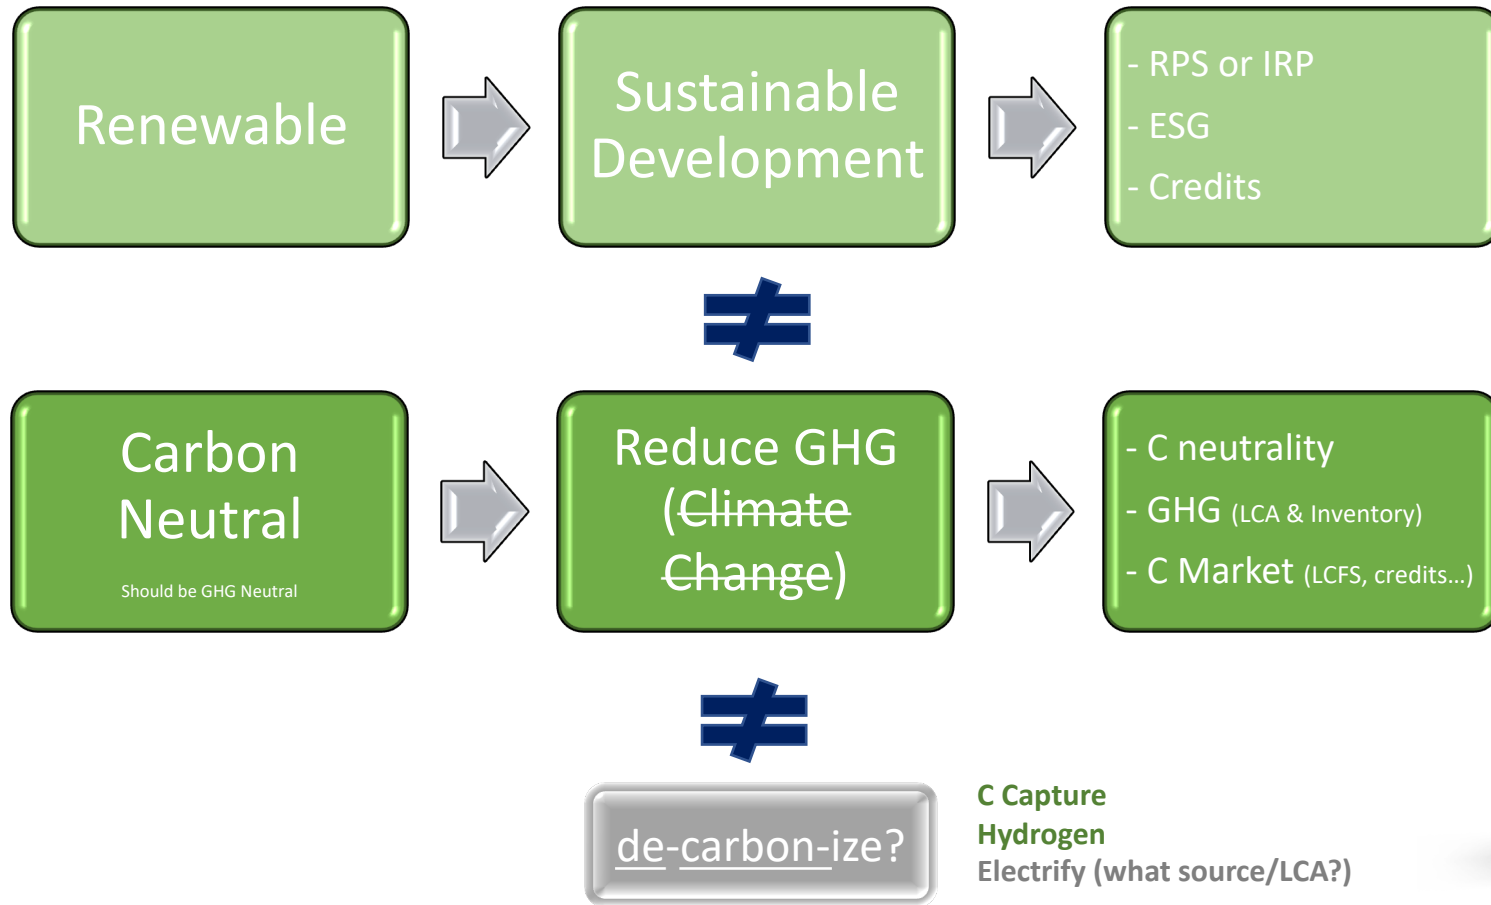 Renewable
Sustainable
Development
- RPS or IRP
- ESG
- Credits
≠
Carbon
Neutral
Should be GHG Neutral
Reduce GHG
(Climate
Change)
- C neutrality
- GHG (LCA & Inventory)
- C Market (LCFS, credits…)
≠
de-carbon-ize?
C Capture
Hydrogen
Electrify (what source/LCA?)